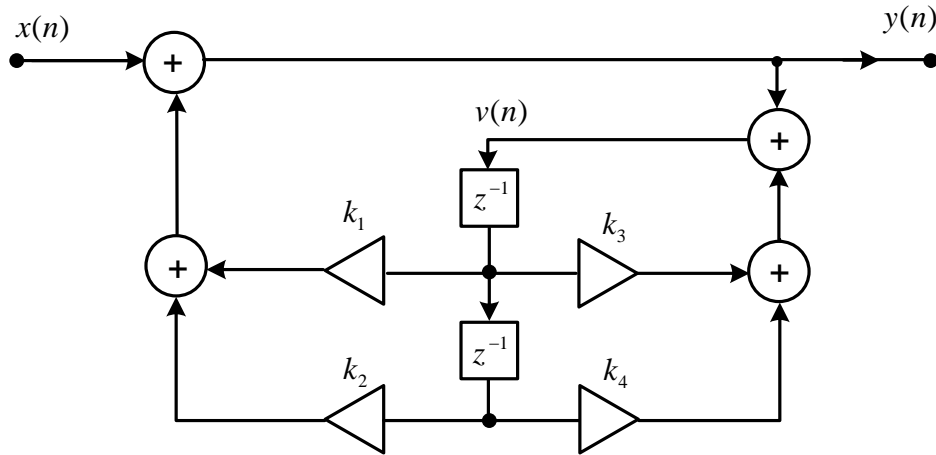 x(n)
y(n)
+
v(n)
+
z⁻¹
k₁
k₃
+
+
z⁻¹
k₂
k₄